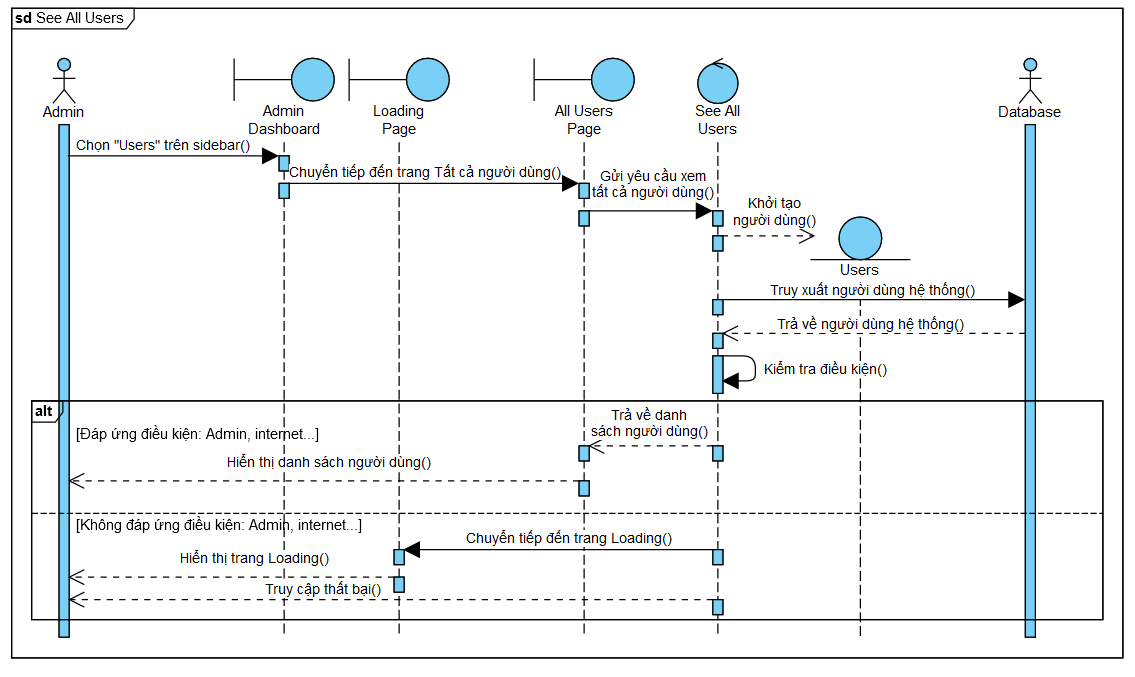 sd See All Users
Admin
Admin
Dashboard
Loading
Page
All Users
Page
See All
Users
Database
Chọn "Users" trên sidebar()
Chuyển tiếp đến trang Tất cả người dùng()
Gửi yêu cầu xem
tất cả người dùng()
Khởi tạo
người dùng()
Users
Truy xuất người dùng hệ thống()
Trả về người dùng hệ thống()
Kiểm tra điều kiện()
alt
[Đáp ứng điều kiện: Admin, internet...]
Trả về danh
sách người dùng()
Hiển thị danh sách người dùng()
[Không đáp ứng điều kiện: Admin, internet...]
Chuyển tiếp đến trang Loading()
Hiển thị trang Loading()
Truy cập thất bại()